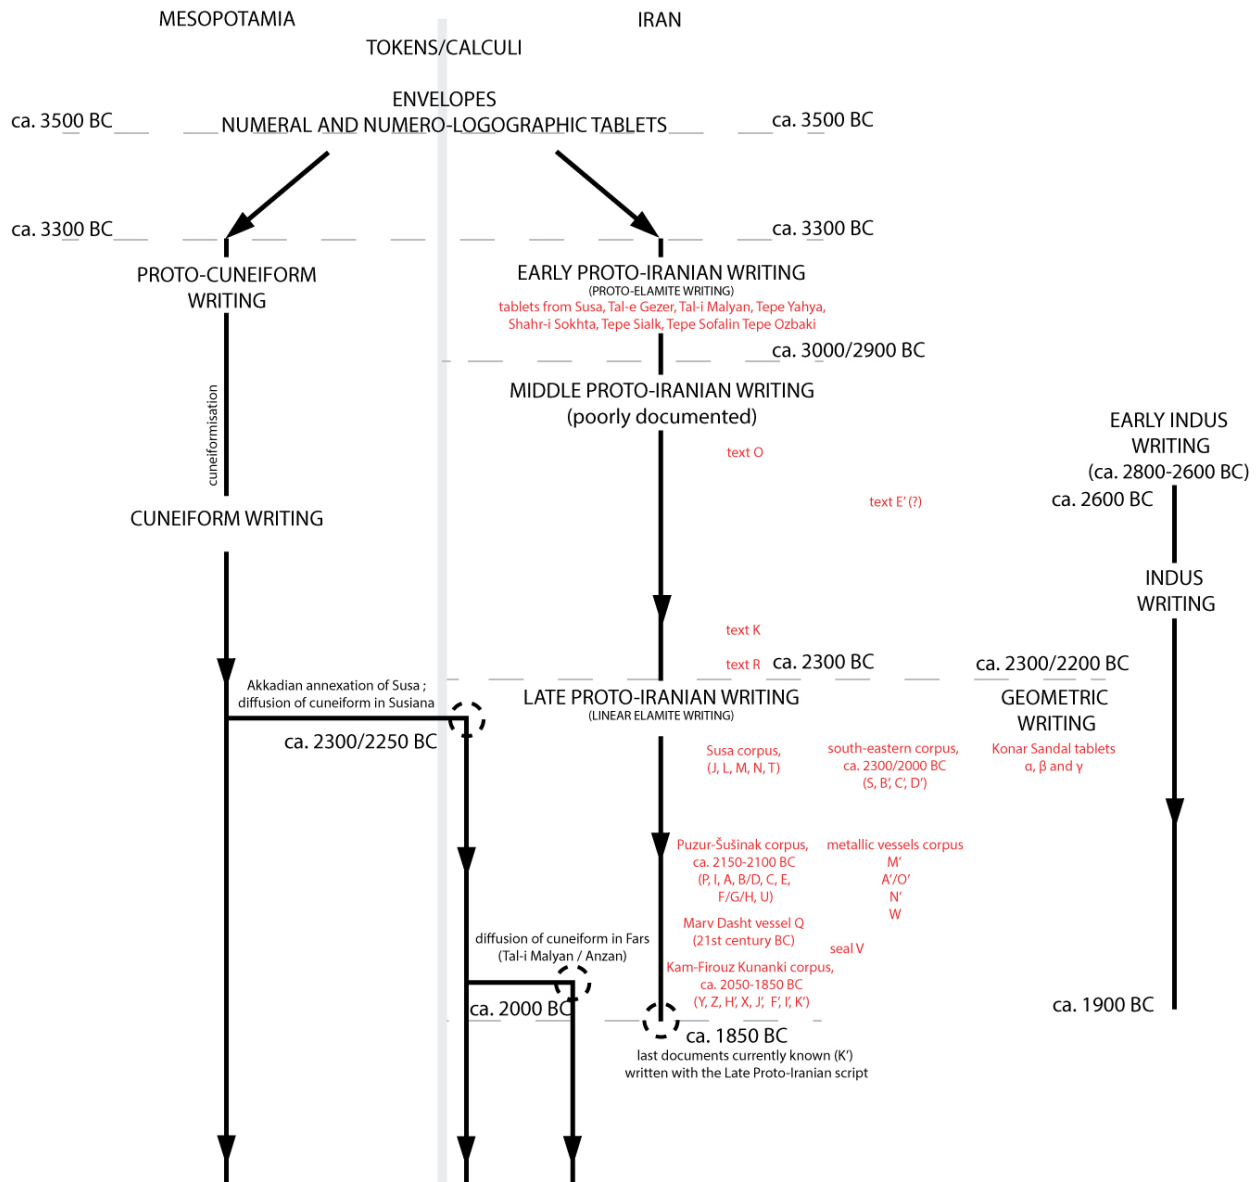 MESOPOTAMIA
IRAN
TOKENS/CALCULI
ENVELOPES
ca. 3500 BC
NUMERAL AND NUMERO-LOGOGRAPHIC TABLETS
ca. 3500 BC
ca. 3300 BC
ca. 3300 BC
PROTO-CUNEIFORM
WRITING
EARLY PROTO-IRANIAN WRITING
(PROTO-ELAMITE WRITING)
tablets from Susa, Tal-e Gezer, Tal-i Malyan, Tepe Yahya,
Shahr-i Sokhta, Tepe Sialk, Tepe Sofalin Tepe Ozbaki
ca. 3000/2900 BC
MIDDLE PROTO-IRANIAN WRITING
(poorly documented)
cuneiformisation
EARLY INDUS
WRITING
(ca. 2800-2600 BC)
text O
text E' (?)
ca. 2600 BC
CUNEIFORM WRITING
INDUS
WRITING
text K
text R
ca. 2300 BC
ca. 2300/2200 BC
Akkadian annexation of Susa ;
diffusion of cuneiform in Susiana
ca. 2300/2250 BC
LATE PROTO-IRANIAN WRITING
(LINEAR ELAMITE WRITING)
GEOMETRIC
WRITING
Susa corpus,
(J, L, M, N, T)
south-eastern corpus,
ca. 2300/2000 BC
(S, B', C', D')
Konar Sandal tablets
α, β and γ
Puzur-Šušinak corpus,
ca. 2150-2100 BC
(P, I, A, B/D, C, E,
F/G/H, U)
metallic vessels corpus
M'
A'/O'
N'
W
Marv Dasht vessel Q
(21st century BC)
seal V
diffusion of cuneiform in Fars
(Tal-i Malyan / Anzan)
Kam-Firouz Kunanki corpus,
ca. 2050-1850 BC
(Y, Z, H', X, J', F', I', K')
ca. 2000 BC
ca. 1900 BC
ca. 1850 BC
last documents currently known (K')
written with the Late Proto-Iranian script